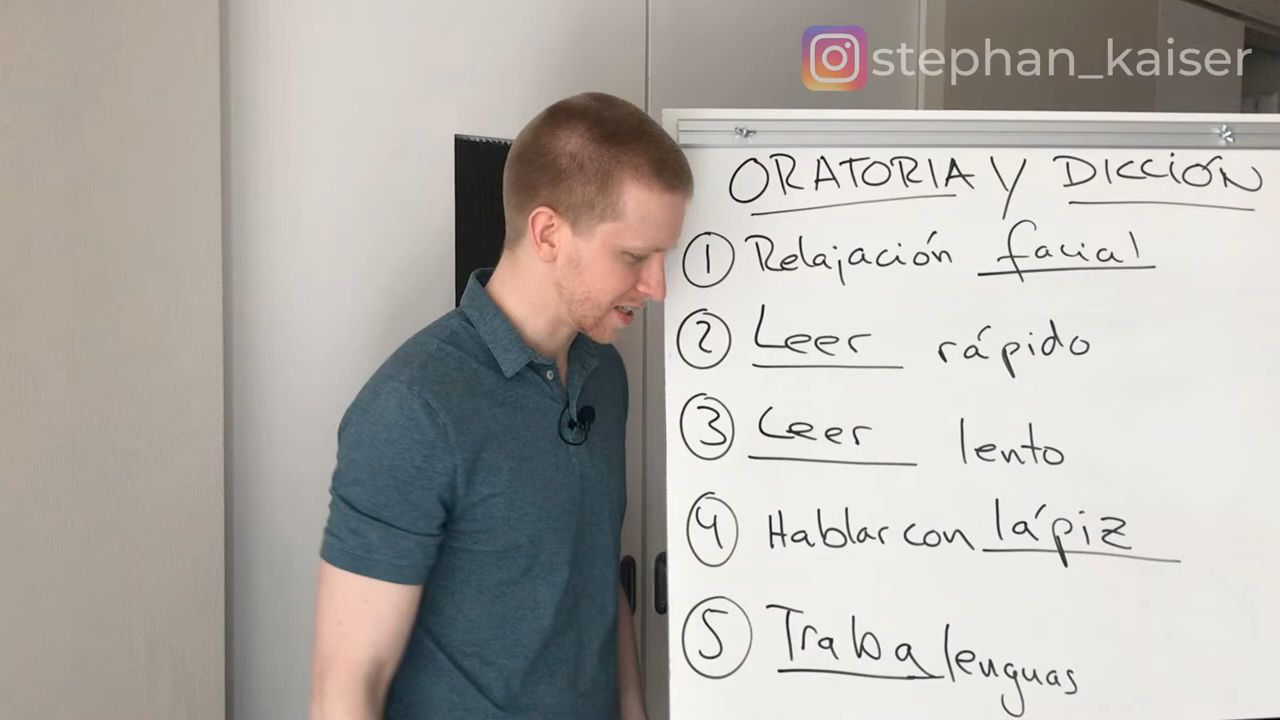 stephan_kaiser
ORATORIA Y DICCIÓN
1 Relajación facial
2 Leer rápido
3 Leer lento
4 Hablar con lápiz
5 Trabalenguas